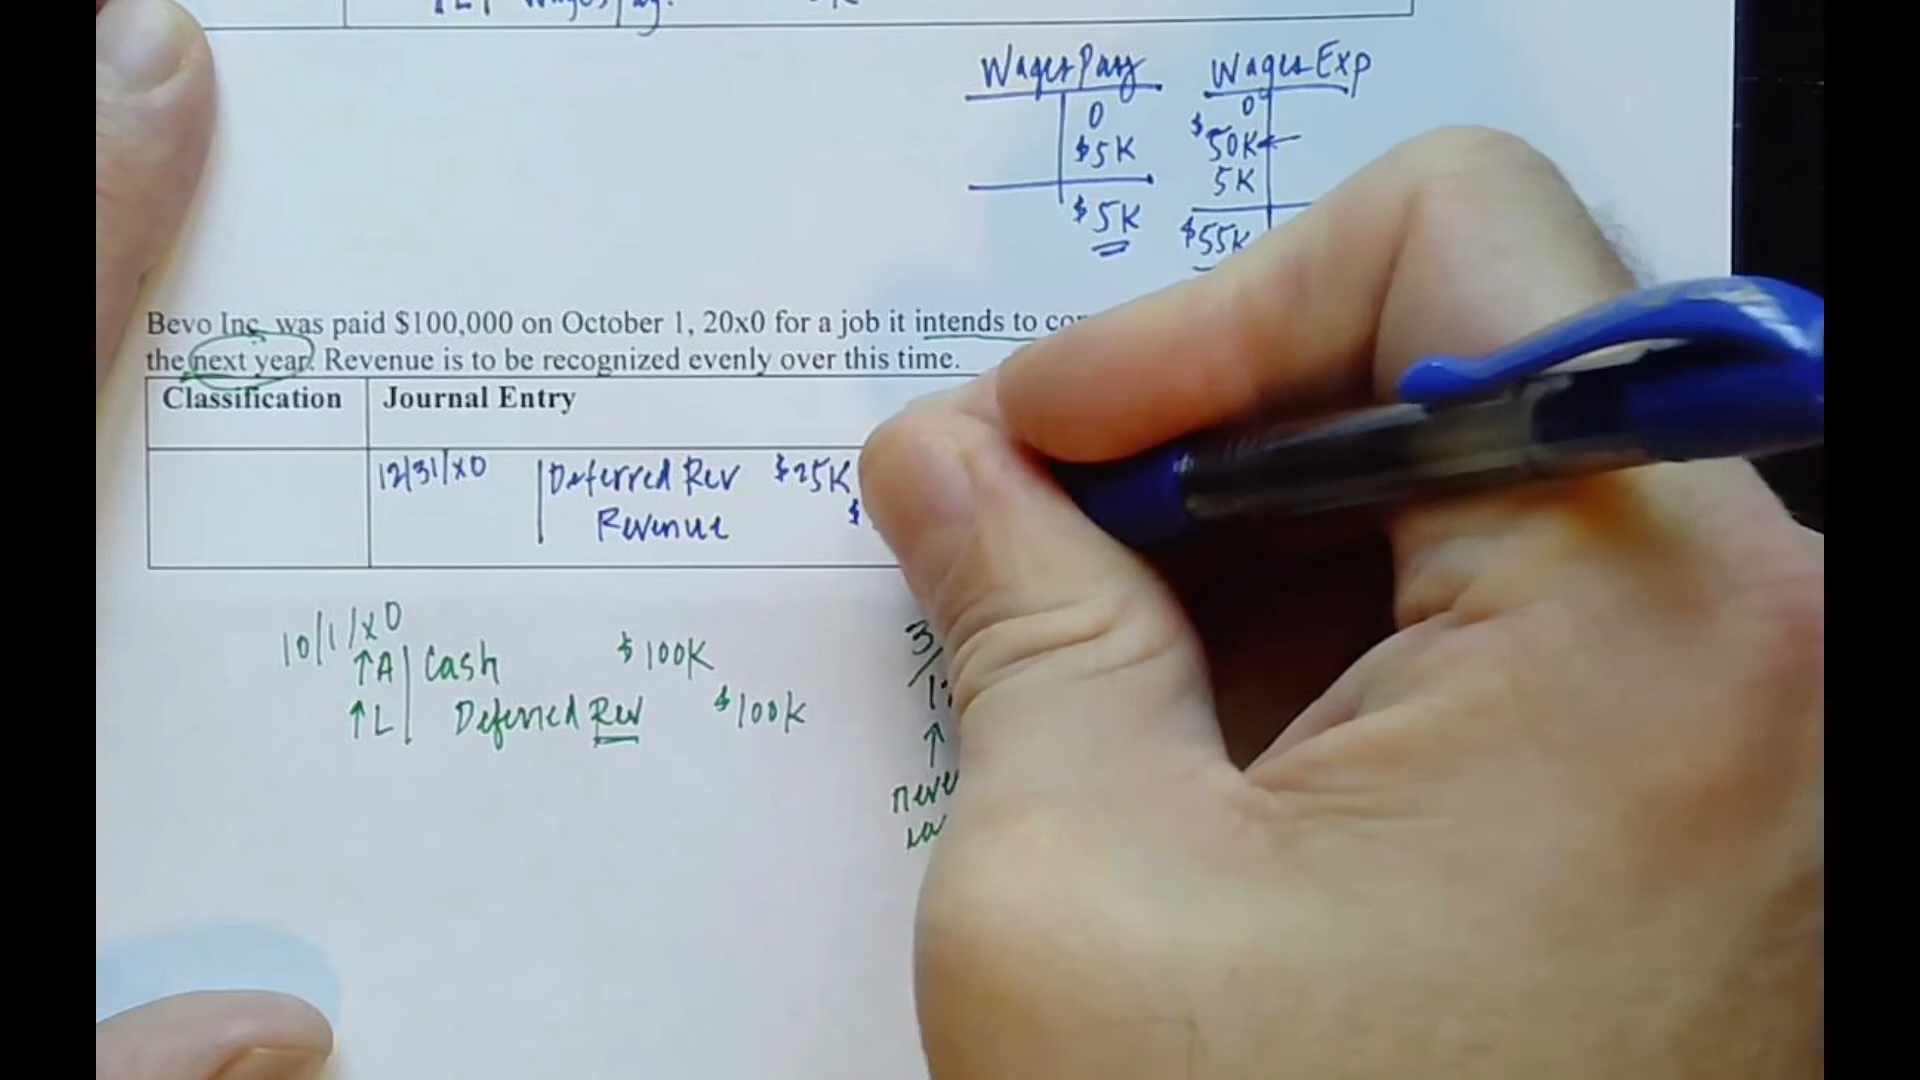 Wages Pay Wages Exp
0 0
$5K $50K
5K
$5K $55K
Bevo Inc. was paid $100,000 on October 1, 20x0 for a job it intends to
the next year. Revenue is to be recognized evenly over this time.
Classification Journal Entry
12/31/x0 Deferred Rev $25K
Revenue $
10/1/x0
↑A Cash $100K
↑L Deferred Rev $100K
3/
↑